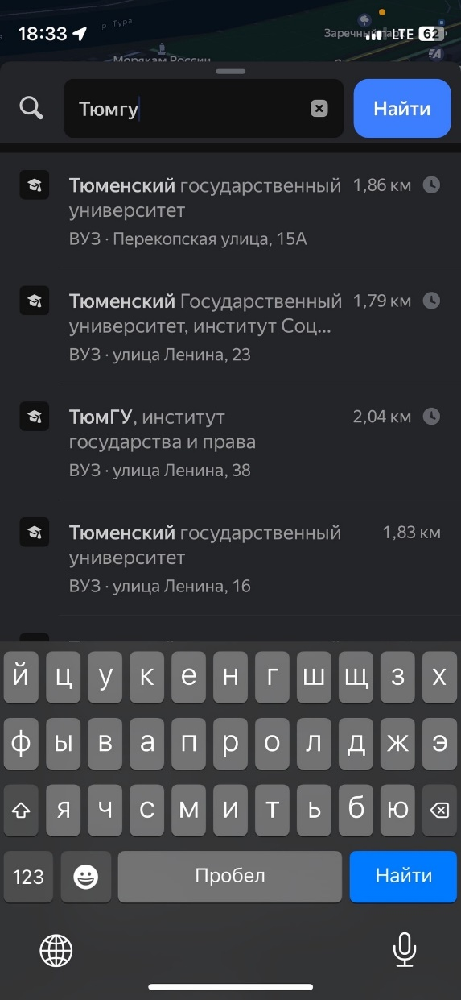 18:33
р. Тура
Заречный парк
LTE
62
Морякам России
Тюмгу
Найти
Тюменский государственный
1,86 км
университет
ВУЗ · Перекопская улица, 15А
Тюменский Государственный
1,79 км
университет, институт Соц...
ВУЗ · улица Ленина, 23
ТюмГУ, институт
2,04 км
государства и права
ВУЗ · улица Ленина, 38
Тюменский государственный
1,83 км
университет
ВУЗ · улица Ленина, 16
й ц у к е н г ш щ з х
ф ы в а п р о л д ж э
я ч с м и т ь б ю
123
Пробел
Найти